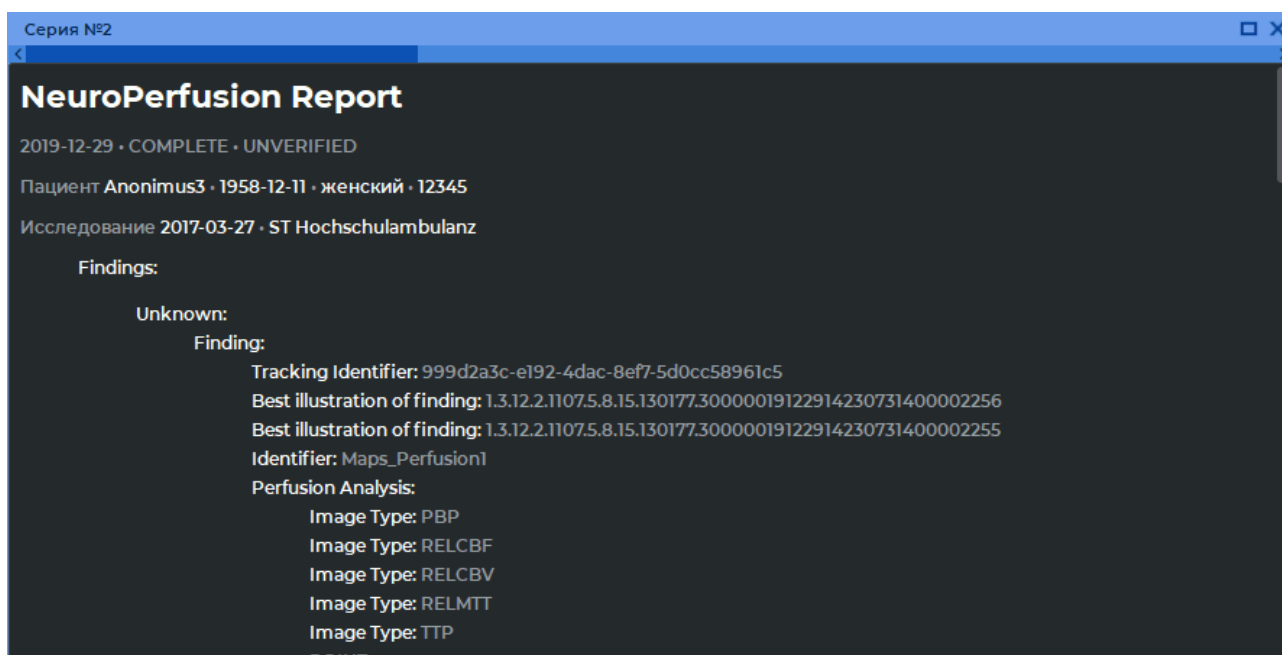 Серия №2
NeuroPerfusion Report
2019-12-29 • COMPLETE • UNVERIFIED
Пациент Anonimus3 • 1958-12-11 • женский • 12345
Исследование 2017-03-27 • ST Hochschulambulanz
Findings:
Unknown:
Finding:
Tracking Identifier: 999d2a3c-e192-4dac-8ef7-5d0cc58961c5
Best illustration of finding: 1.3.12.2.1107.5.8.15.130177.30000019122914230731400002256
Best illustration of finding: 1.3.12.2.1107.5.8.15.130177.30000019122914230731400002255
Identifier: Maps_Perfusion1
Perfusion Analysis:
Image Type: PBP
Image Type: RELCBF
Image Type: RELCBV
Image Type: RELMTT
Image Type: TTP